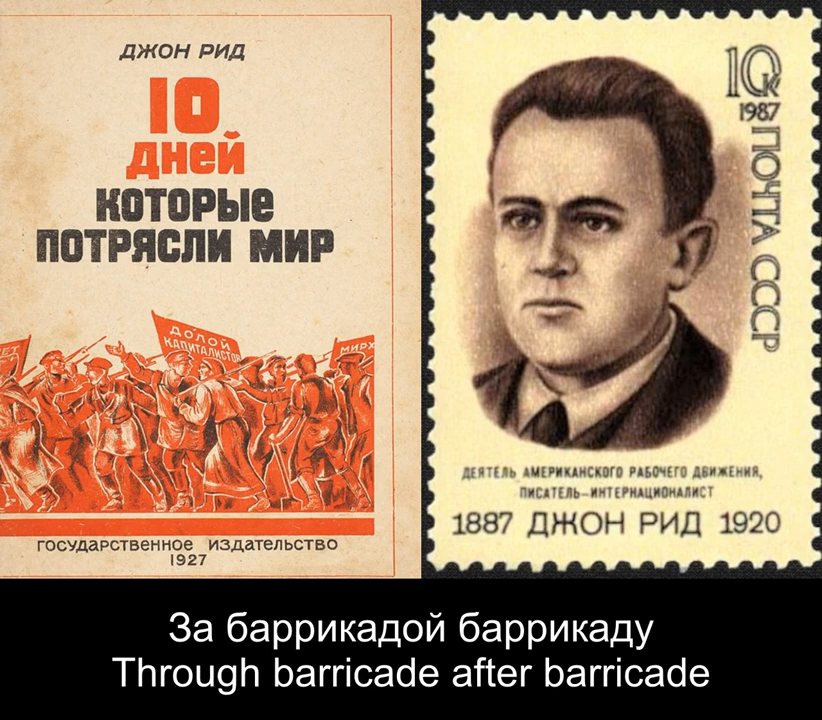 ДЖОН РИД
10
дней
которые
потрясли мир
ДОЛОЙ
КАПИТАЛИСТОВ
МИРХ
ГОСУДАРСТВЕННОЕ ИЗДАТЕЛЬСТВО
1927
10к
1987
ПОЧТА СССР
ДЕЯТЕЛЬ АМЕРИКАНСКОГО РАБОЧЕГО ДВИЖЕНИЯ,
ПИСАТЕЛЬ–ИНТЕРНАЦИОНАЛИСТ
1887 ДЖОН РИД 1920
За баррикадой баррикаду
Through barricade after barricade